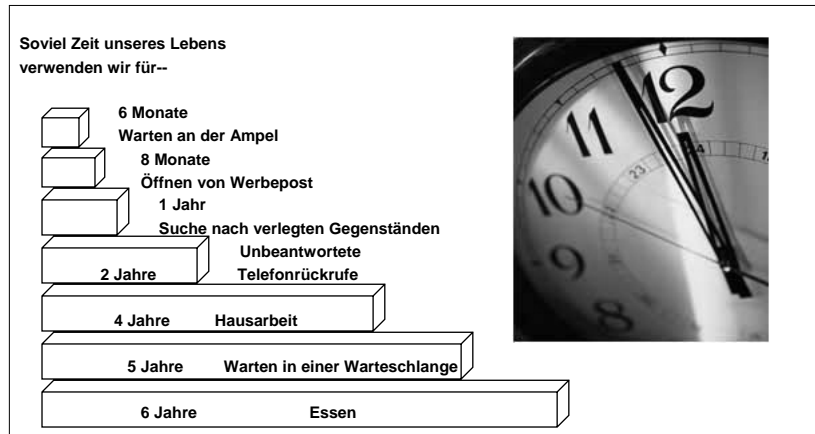 Soviel Zeit unseres Lebens
verwenden wir für--
6 Monate
Warten an der Ampel
8 Monate
Öffnen von Werbepost
1 Jahr
Suche nach verlegten Gegenständen
Unbeantwortete
2 Jahre Telefonrückrufe
4 Jahre Hausarbeit
5 Jahre Warten in einer Warteschlange
6 Jahre Essen
12
11
10
9
8
23
24